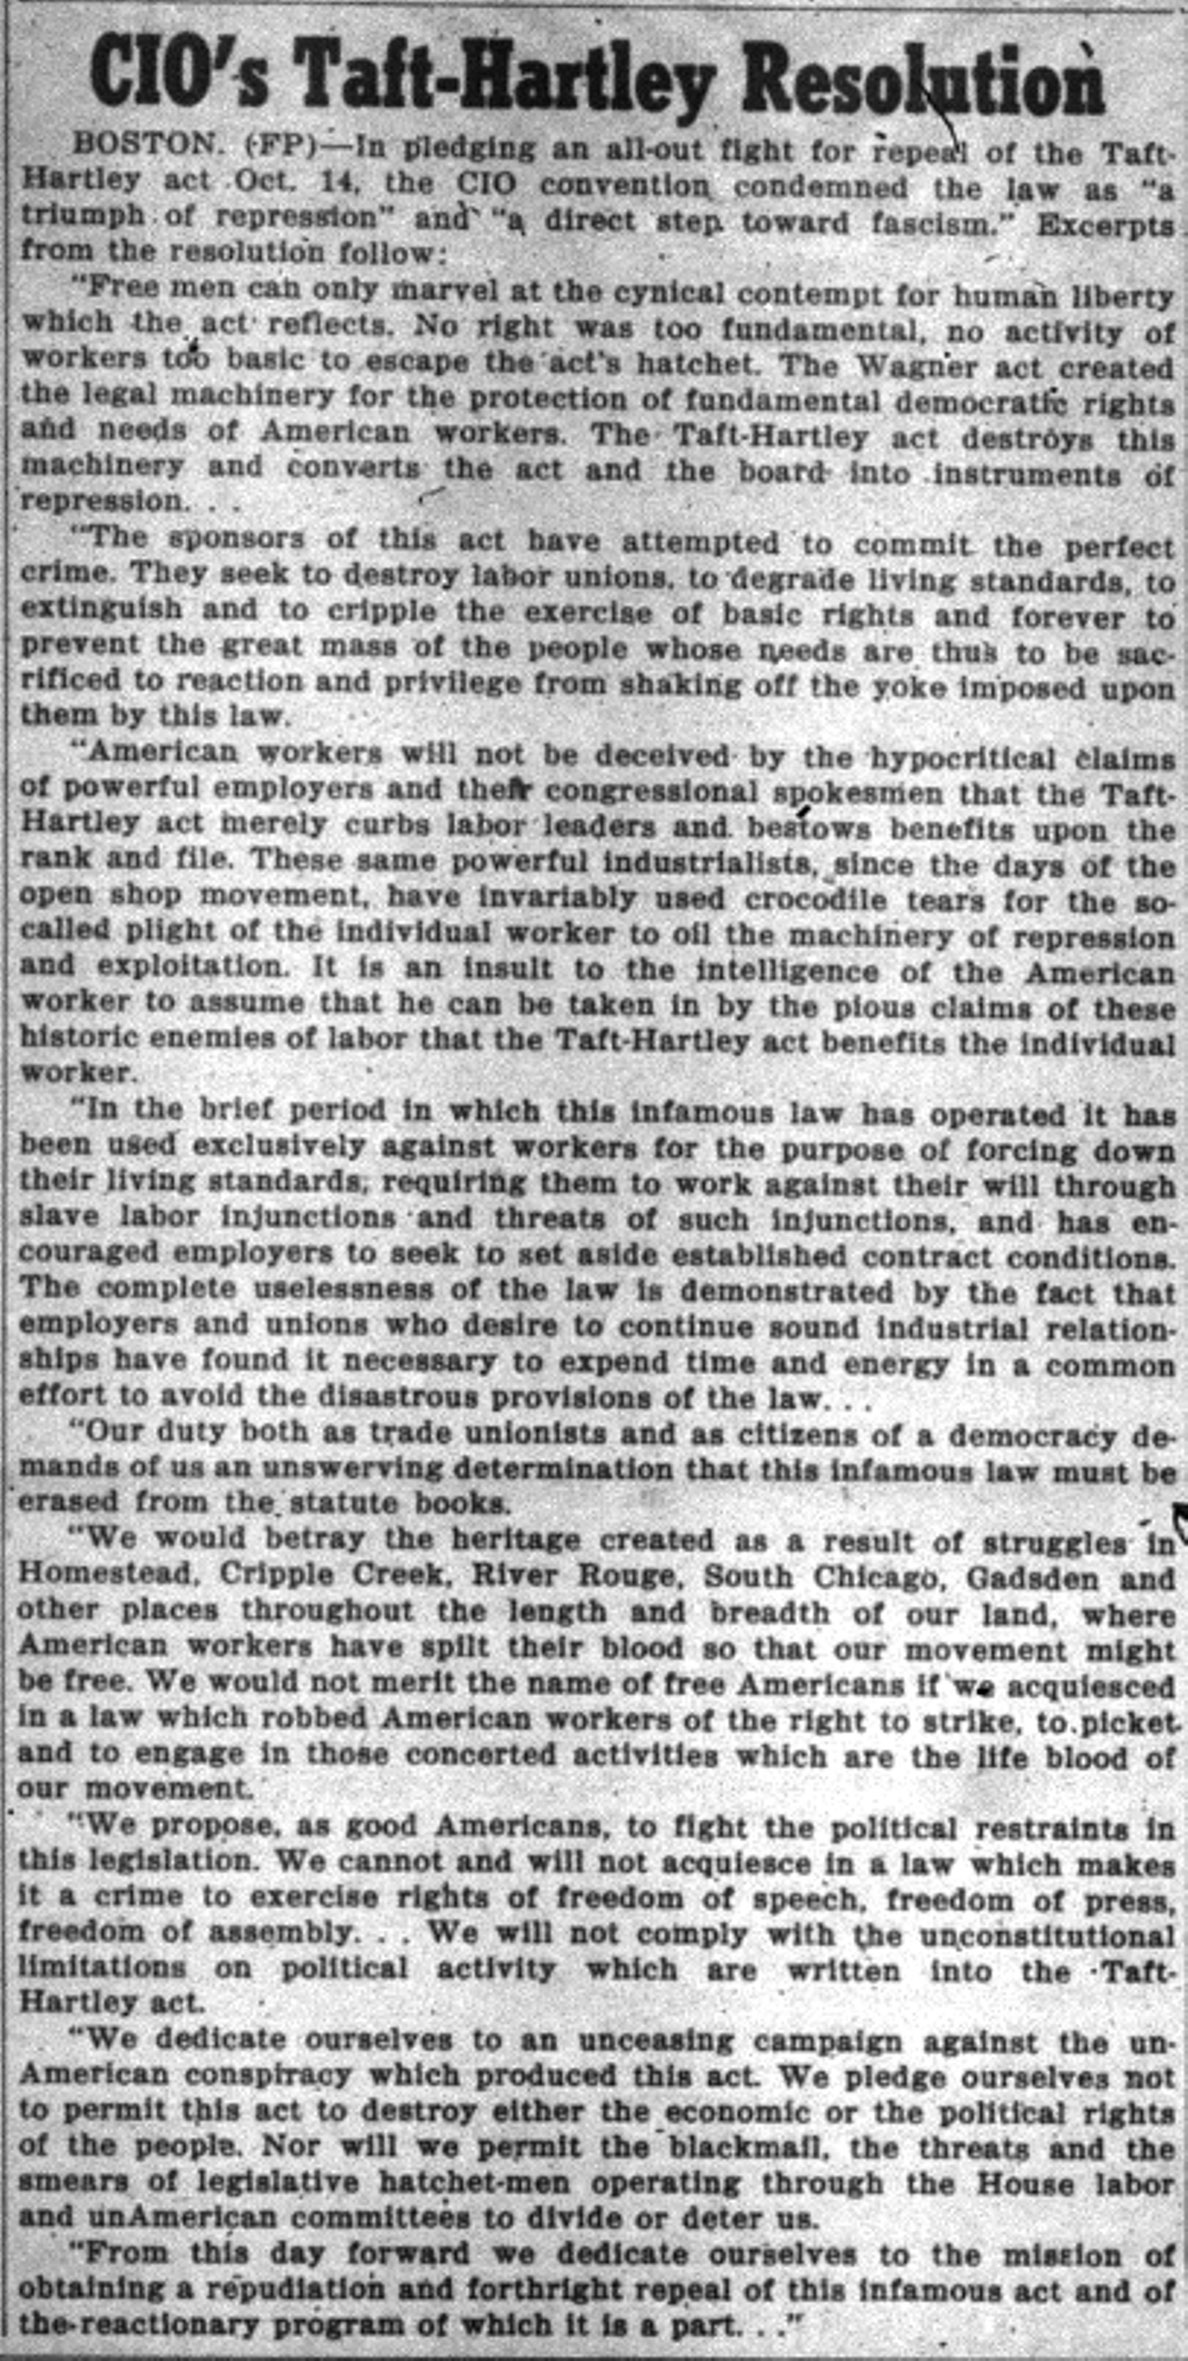 CIO's Taft-Hartley Resolution
BOSTON. (FP)—In pledging an all-out fight for repeal of the Taft-
Hartley act Oct. 14, the CIO convention condemned the law as "a
triumph of repression" and "a direct step toward fascism." Excerpts
from the resolution follow:
"Free men can only marvel at the cynical contempt for human liberty
which the act reflects. No right was too fundamental, no activity of
workers too basic to escape the act's hatchet. The Wagner act created
the legal machinery for the protection of fundamental democratic rights
and needs of American workers. The Taft-Hartley act destroys this
machinery and converts the act and the board into instruments of
repression. . .
"The sponsors of this act have attempted to commit the perfect
crime. They seek to destroy labor unions, to degrade living standards, to
extinguish and to cripple the exercise of basic rights and forever to
prevent the great mass of the people whose needs are thus to be sac-
rificed to reaction and privilege from shaking off the yoke imposed upon
them by this law.
"American workers will not be deceived by the hypocritical claims
of powerful employers and their congressional spokesmen that the Taft-
Hartley act merely curbs labor leaders and bestows benefits upon the
rank and file. These same powerful industrialists, since the days of the
open shop movement, have invariably used crocodile tears for the so-
called plight of the individual worker to oil the machinery of repression
and exploitation. It is an insult to the intelligence of the American
worker to assume that he can be taken in by the pious claims of these
historic enemies of labor that the Taft-Hartley act benefits the individual
worker.
"In the brief period in which this infamous law has operated it has
been used exclusively against workers for the purpose of forcing down
their living standards, requiring them to work against their will through
slave labor injunctions and threats of such injunctions, and has en-
couraged employers to seek to set aside established contract conditions.
The complete uselessness of the law is demonstrated by the fact that
employers and unions who desire to continue sound industrial relation-
ships have found it necessary to expend time and energy in a common
effort to avoid the disastrous provisions of the law. . .
"Our duty both as trade unionists and as citizens of a democracy de-
mands of us an unswerving determination that this infamous law must be
erased from the statute books.
"We would betray the heritage created as a result of struggles in
Homestead, Cripple Creek, River Rouge, South Chicago, Gadsden and
other places throughout the length and breadth of our land, where
American workers have spilt their blood so that our movement might
be free. We would not merit the name of free Americans if we acquiesced
in a law which robbed American workers of the right to strike, to picket
and to engage in those concerted activities which are the life blood of
our movement.
"We propose, as good Americans, to fight the political restraints in
this legislation. We cannot and will not acquiesce in a law which makes
it a crime to exercise rights of freedom of speech, freedom of press,
freedom of assembly. . . We will not comply with the unconstitutional
limitations on political activity which are written into the Taft-
Hartley act.
"We dedicate ourselves to an unceasing campaign against the un-
American conspiracy which produced this act. We pledge ourselves not
to permit this act to destroy either the economic or the political rights
of the people. Nor will we permit the blackmail, the threats and the
smears of legislative hatchet-men operating through the House labor
and unAmerican committees to divide or deter us.
"From this day forward we dedicate ourselves to the mission of
obtaining a repudiation and forthright repeal of this infamous act and of
the reactionary program of which it is a part. . ."